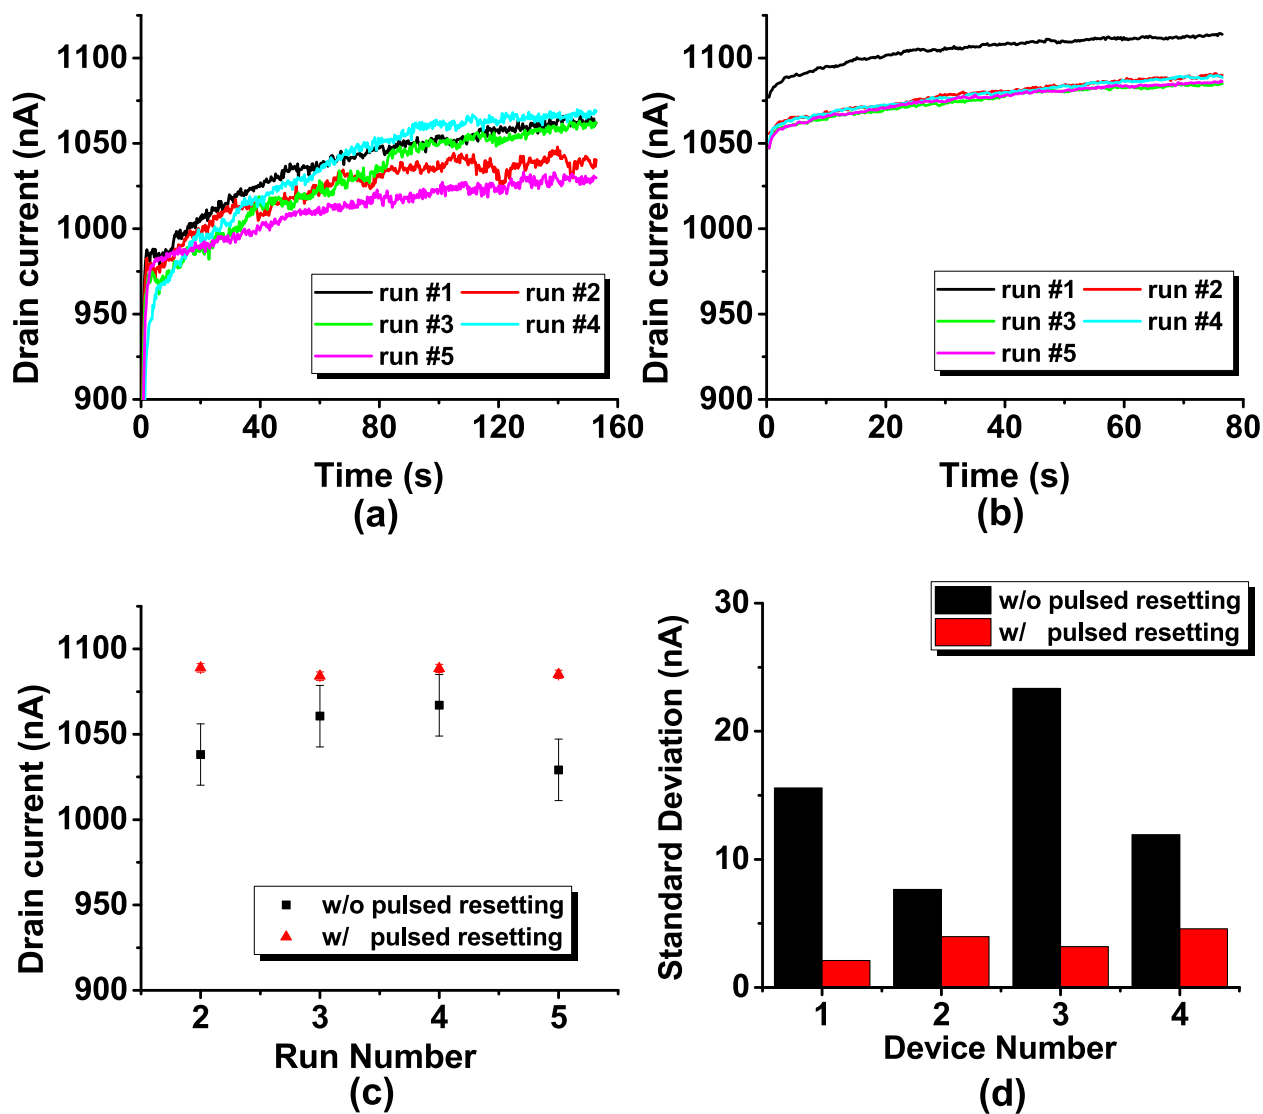 1100
1050
1000
950
900
Drain current (nA)
run #1 run #2
run #3 run #4
run #5
0 40 80 120 160
Time (s)
(a)
1100
1050
1000
950
900
Drain current (nA)
run #1 run #2
run #3 run #4
run #5
0 20 40 60 80
Time (s)
(b)
1100
1050
1000
950
900
Drain current (nA)
w/o pulsed resetting
w/ pulsed resetting
2 3 4 5
Run Number
(c)
w/o pulsed resetting
w/ pulsed resetting
30
20
10
0
Standard Deviation (nA)
1 2 3 4
Device Number
(d)